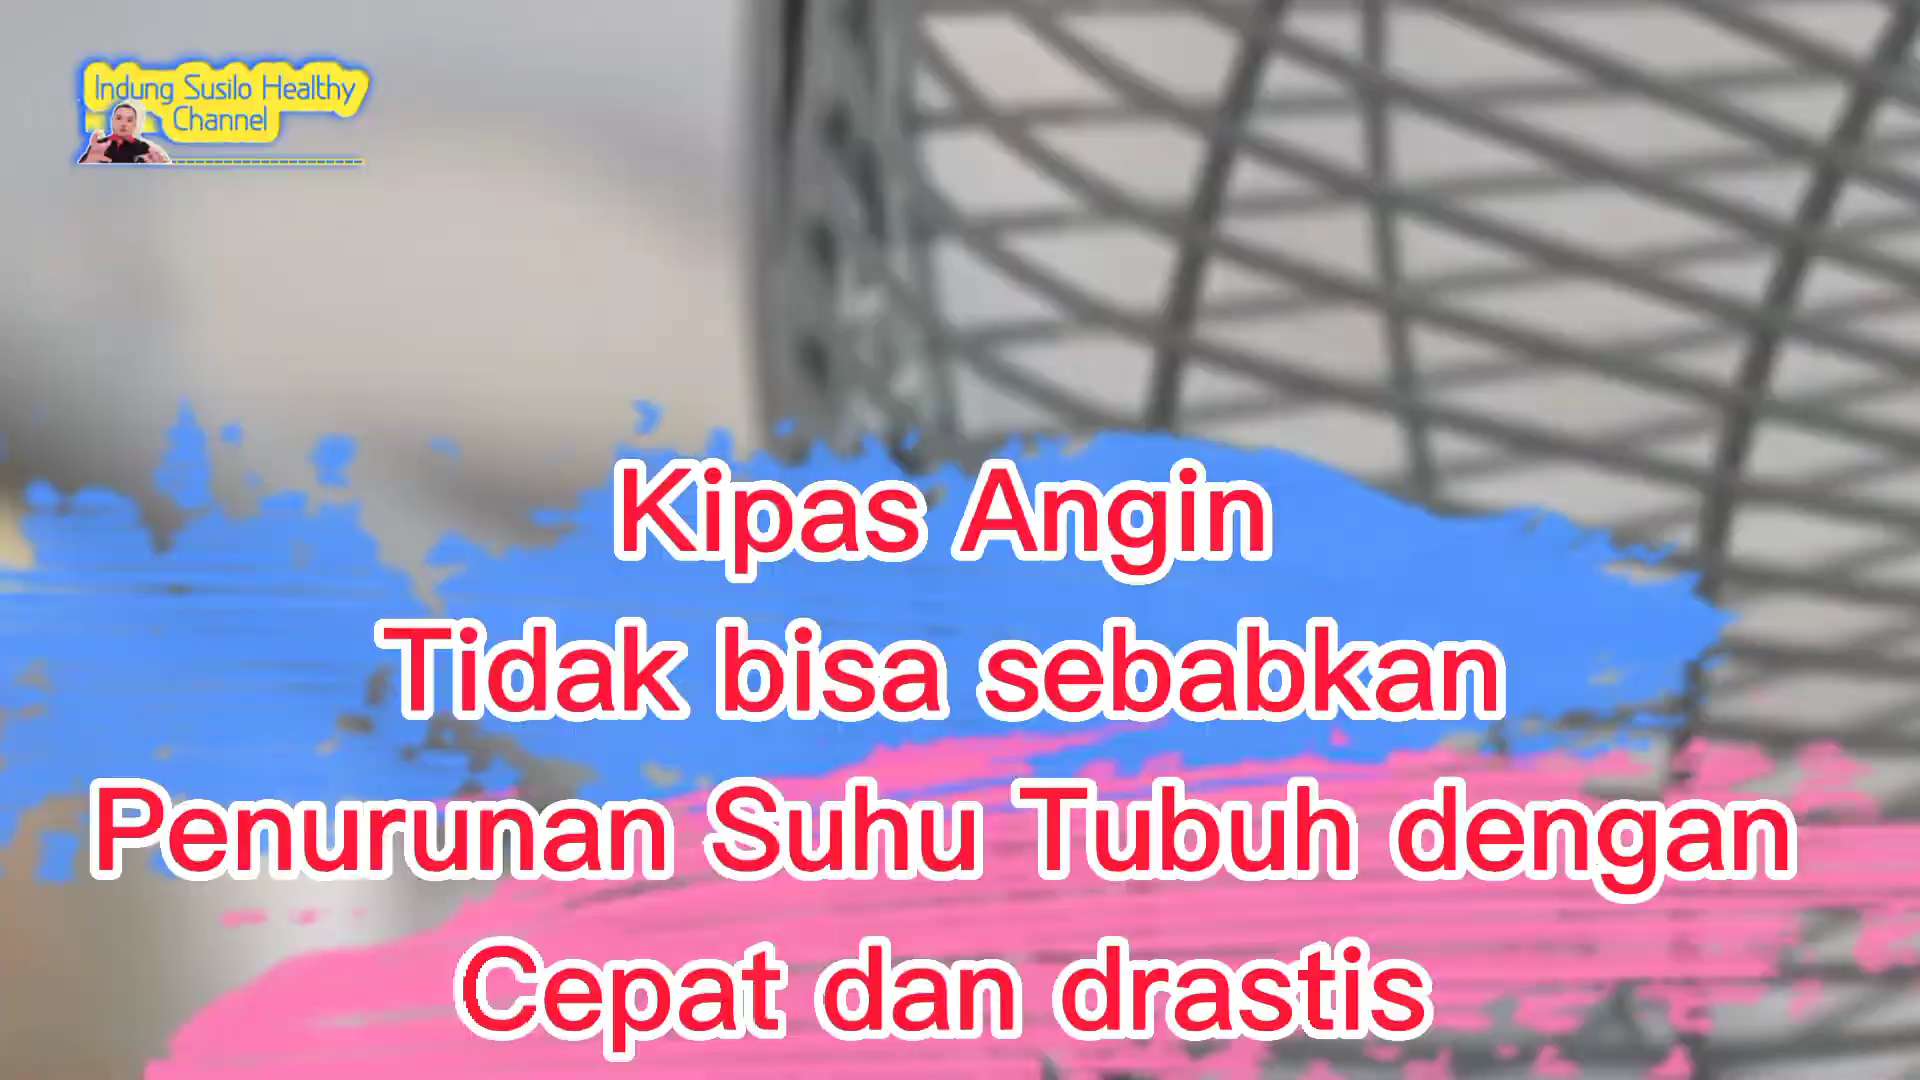 Indung Susilo Healthy
Channel
Kipas Angin
Tidak bisa sebabkan
Penurunan Suhu Tubuh dengan
Cepat dan drastis